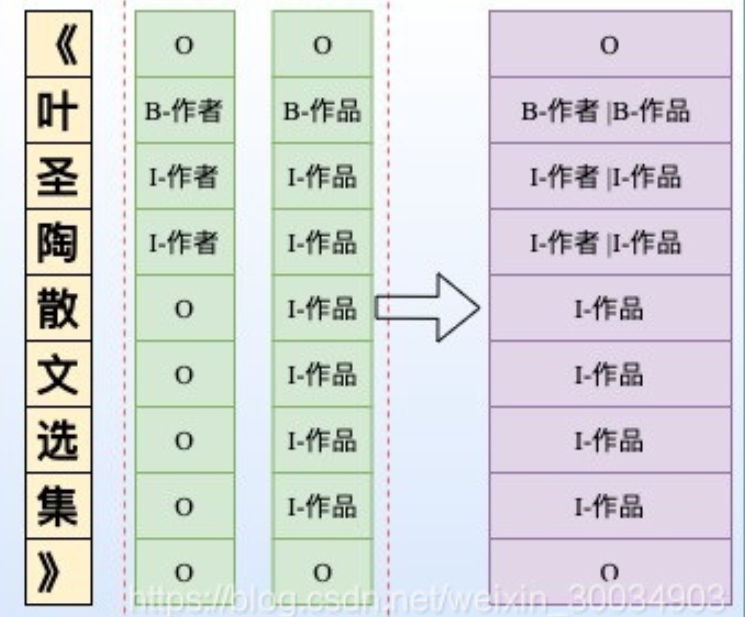 《 O O O
叶 B-作者 B-作品 B-作者 |B-作品
圣 I-作者 I-作品 I-作者 |I-作品
陶 I-作者 I-作品 I-作者 |I-作品
散 O I-作品 I-作品
文 O I-作品 I-作品
选 O I-作品 I-作品
集 O I-作品 I-作品
》 O O O
https://blog.csdn.net/weixin_30034903